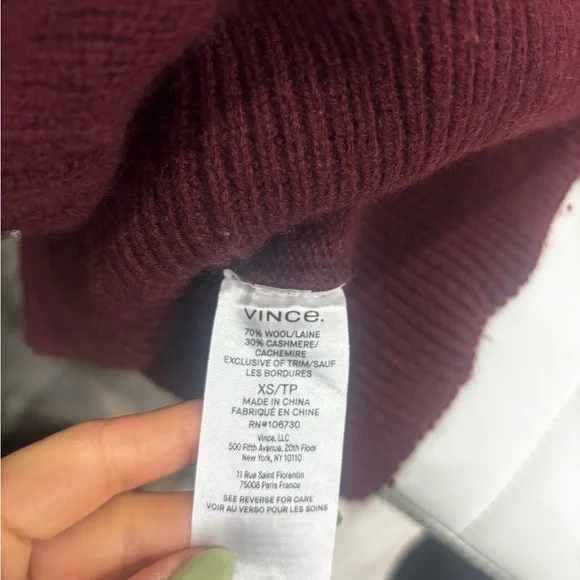 VINCE.
70% WOOL/LAINE
30% CASHMERE/
CACHEMIRE
EXCLUSIVE OF TRIM/SAUF
LES BORDURES
XS/TP
MADE IN CHINA
FABRIQUÉ EN CHINE
RN#106730
Vince, LLC
500 Fifth Avenue, 20th Floor
New York, NY 10110
11 Rue Saint Florentin
75008 Paris France
SEE REVERSE FOR CARE
VOIR AU VERSO POUR LES SOINS